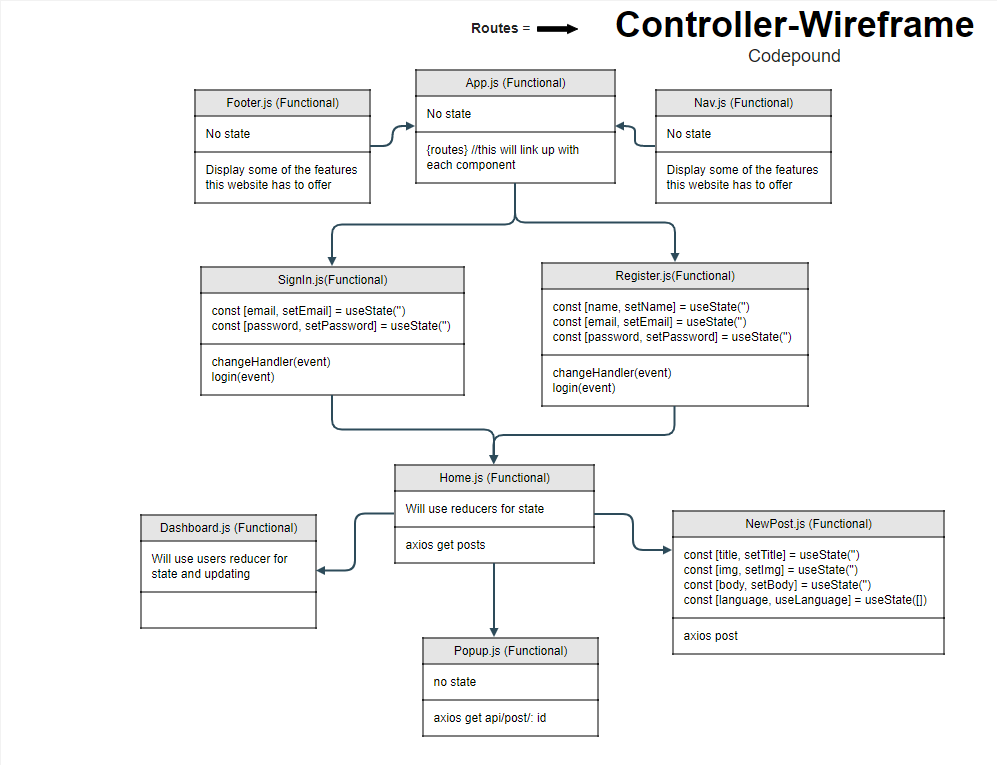 Routes =
Controller-Wireframe
Codepound
Footer.js (Functional)
No state
Display some of the features
this website has to offer
App.js (Functional)
No state
{routes} //this will link up with
each component
Nav.js (Functional)
No state
Display some of the features
this website has to offer
SignIn.js(Functional)
const [email, setEmail] = useState('')
const [password, setPassword] = useState('')
changeHandler(event)
login(event)
Register.js(Functional)
const [name, setName] = useState('')
const [email, setEmail] = useState('')
const [password, setPassword] = useState('')
changeHandler(event)
login(event)
Home.js (Functional)
Will use reducers for state
axios get posts
Dashboard.js (Functional)
Will use users reducer for
state and updating
NewPost.js (Functional)
const [title, setTitle] = useState('')
const [img, setImg] = useState('')
const [body, setBody] = useState('')
const [language, useLanguage] = useState([])
axios post
Popup.js (Functional)
no state
axios get api/post/: id